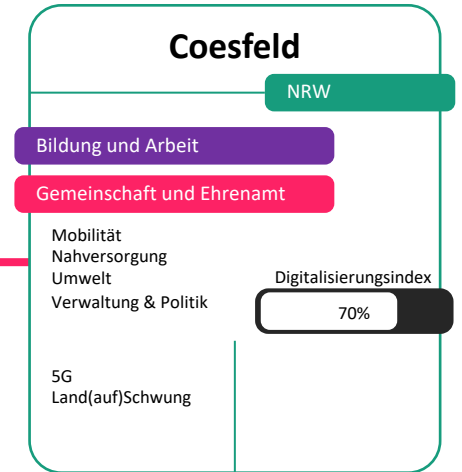 Coesfeld
NRW
Bildung und Arbeit
Gemeinschaft und Ehrenamt
Mobilität
Nahversorgung
Umwelt
Verwaltung & Politik
Digitalisierungsindex
70%
5G
Land(auf)Schwung